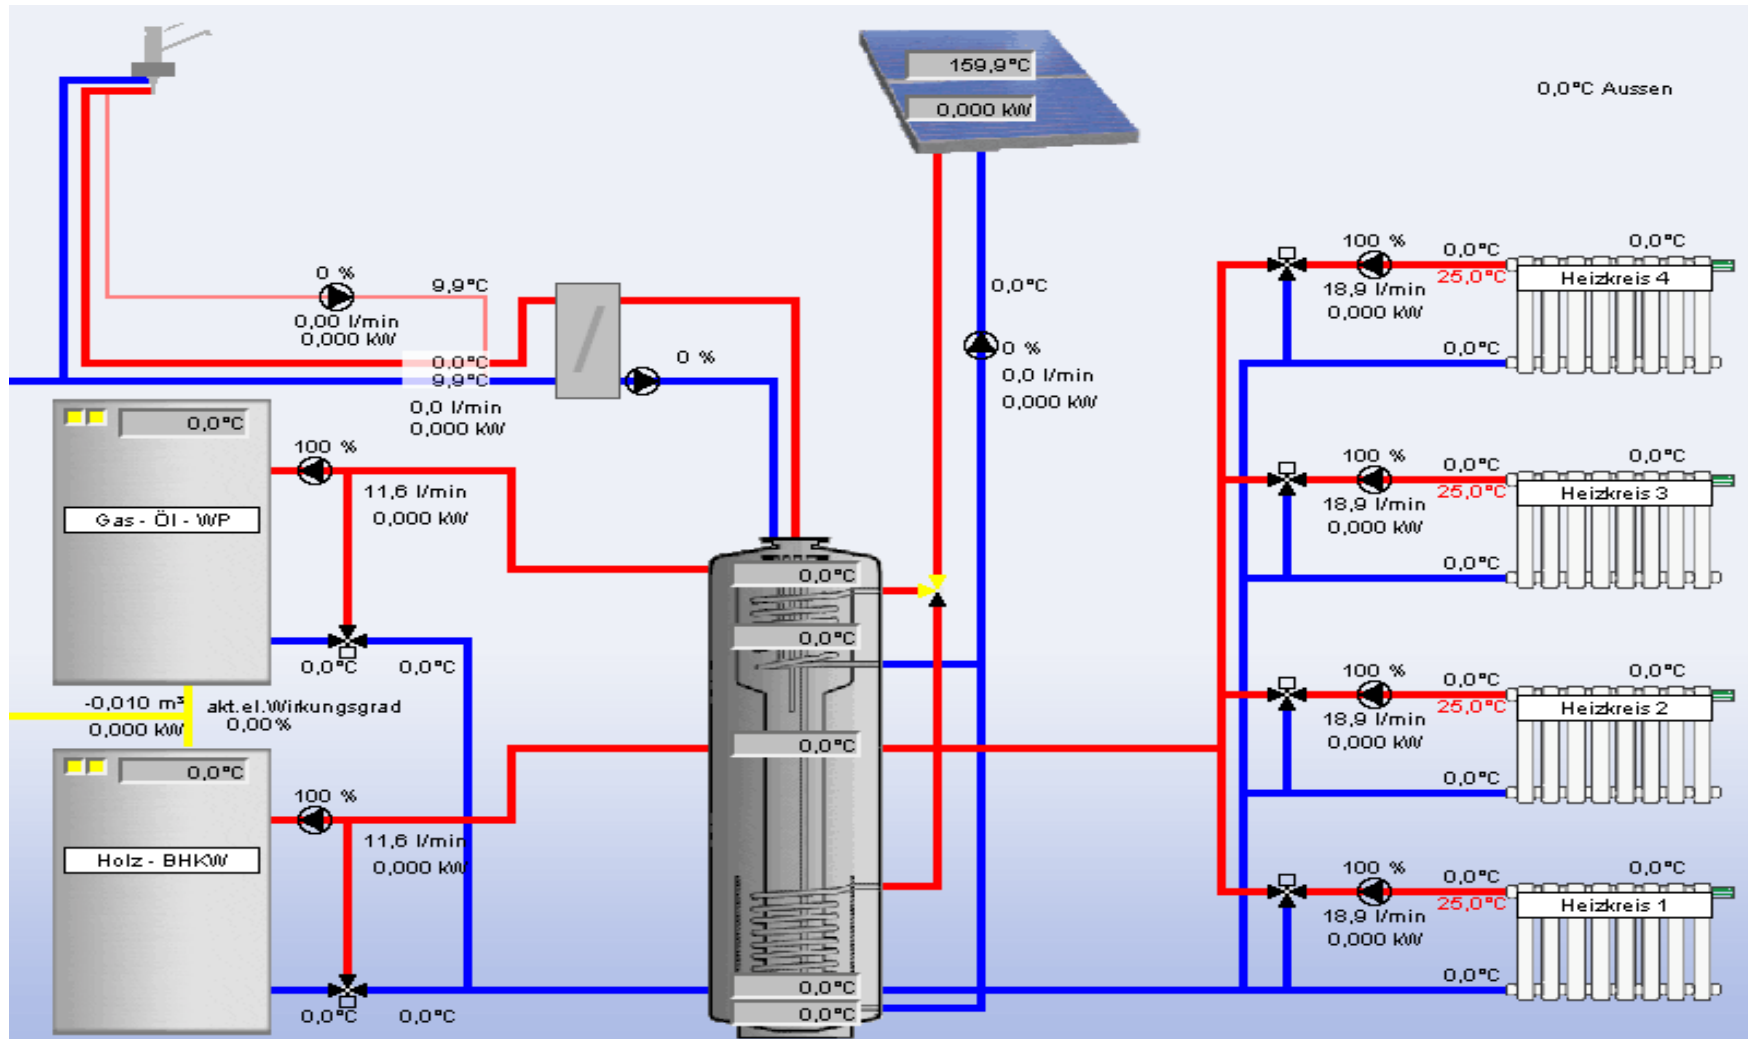 159,9°C
0,000 kW
0,0°C Aussen
0 %
9,9°C
0,00 l/min
0,000 kW
0,0°C
9,9°C
0 %
0,0 l/min
0,000 kW
0,0°C
0 %
0,0 l/min
0,000 kW
100 %
0,0°C
0,0°C
25,0°C
18,9 l/min
0,000 kW
Heizkreis 4
0,0°C
0,0°C
100 %
11,6 l/min
0,000 kW
Gas - Öl - WP
0,0°C
0,0°C
100 %
0,0°C
0,0°C
25,0°C
18,9 l/min
0,000 kW
Heizkreis 3
0,0°C
0,0°C
0,0°C
0,0°C
0,0°C
0,0°C
100 %
0,0°C
0,0°C
25,0°C
18,9 l/min
0,000 kW
Heizkreis 2
0,0°C
-0,010 m³
0,000 kW
akt.el.Wirkungsgrad
0,00%
0,0°C
100 %
11,6 l/min
0,000 kW
Holz - BHKW
0,0°C
0,0°C
100 %
0,0°C
0,0°C
25,0°C
18,9 l/min
0,000 kW
Heizkreis 1
0,0°C